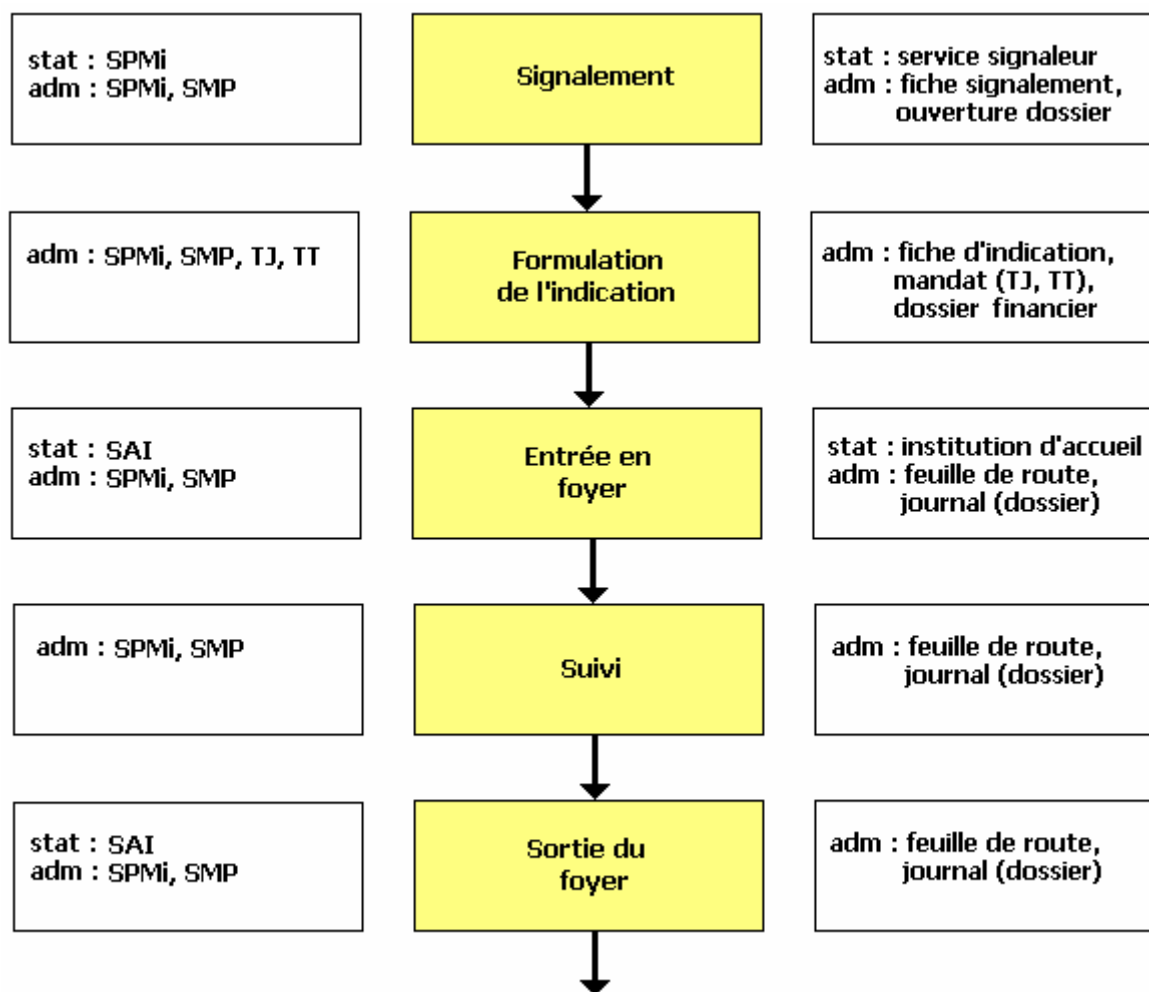 stat : SPMi
adm : SPMi, SMP
Signalement
stat : service signaleur
adm : fiche signalement,
ouverture dossier
adm : SPMi, SMP, TJ, TT
Formulation
de l'indication
adm : fiche d'indication,
mandat (TJ, TT),
dossier financier
stat : SAI
adm : SPMi, SMP
Entrée en
foyer
stat : institution d'accueil
adm : feuille de route,
journal (dossier)
adm : SPMi, SMP
Suivi
adm : feuille de route,
journal (dossier)
stat : SAI
adm : SPMi, SMP
Sortie du
foyer
adm : feuille de route,
journal (dossier)